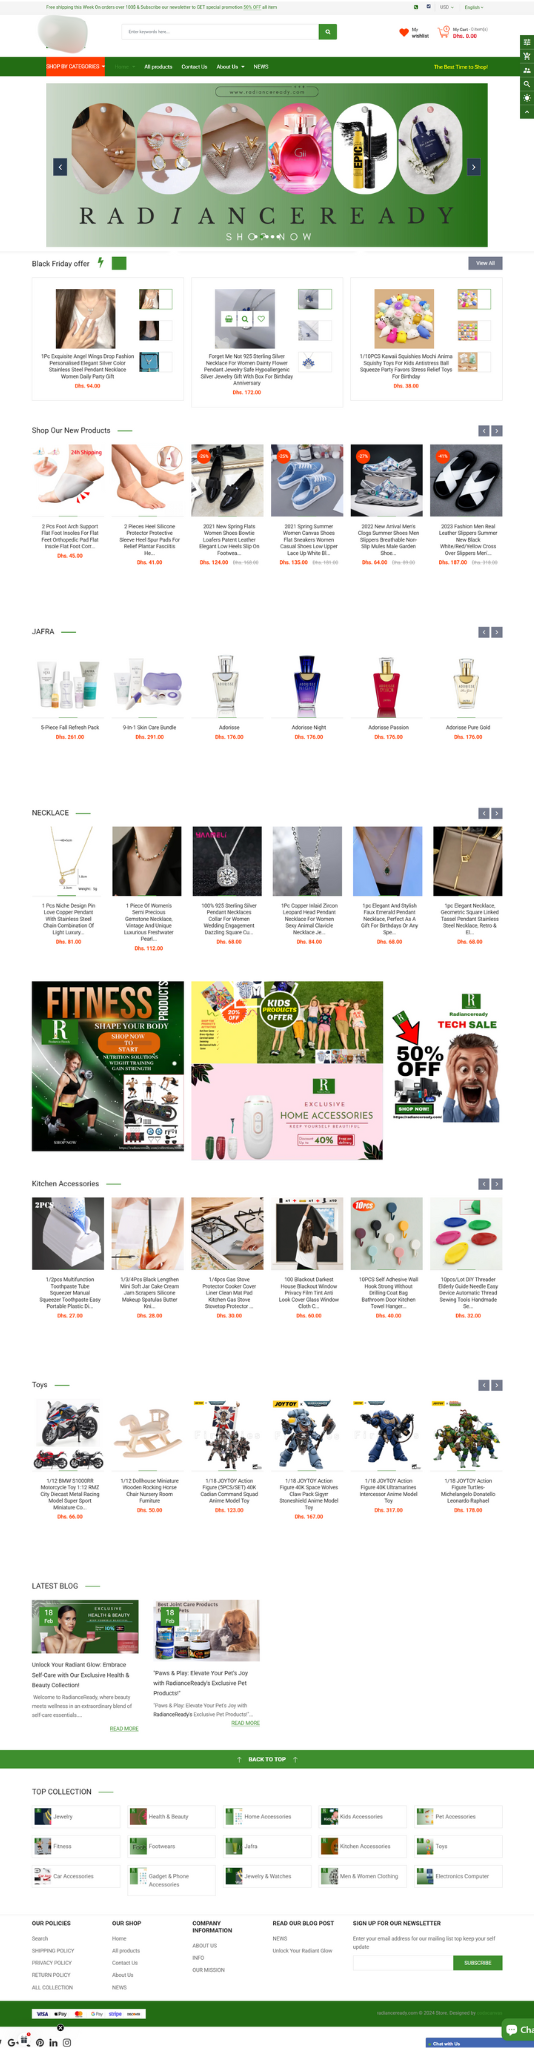 Free shipping this Week On orders over 100$ & Subscribe our newsletter to GET special promotion 50% OFF all item
USD
English
Enter Keywords here...
My
wishlist
My Cart - 0 item(s)
Dhs. 0.00
SHOP BY CATEGORIES
Home
All products
Contact Us
About Us
NEWS
The Best Time to Shop!
www.radianceready.com
RADIANCEREADY
SHOP NOW
Black Friday offer
View All
1Pc Exquisite Angel Wings Drop Fashion
Personalised Elegant Silver Color
Stainless Steel Pendant Necklace
Women Daily Party Gift
Dhs. 94.00
Forget Me Not 925 Sterling Silver
Necklace For Women Dainty Flower
Pendant Jewelry Safe Hypoallergenic
Silver Jewelry Gift With Box For Birthday
Anniversary
Dhs. 172.00
1/10PCS Kawaii Squishies Mochi Anima
Squishy Toys For Kids Antistress Ball
Squeeze Party Favors Stress Relief Toys
For Birthday
Dhs. 38.00
Shop Our New Products
24h Shipping
2 Pcs Foot Arch Support
Flat Foot Insoles For Flat
Feet Orthopedic Pad Flat
Insole Flat Foot Corr...
Dhs. 45.00
2 Pieces Heel Silicone
Protector Protective
Sleeve Heel Spur Pads For
Relief Plantar Fasciitis
He...
Dhs. 41.00
2021 New Spring Flats
Women Shoes Bowtie
Loafers Patent Leather
Elegant Low Heels Slip On
Footwea...
Dhs. 124.00
2021 Spring Summer
Women Canvas Shoes
Flat Sneakers Women
Casual Shoes Low Upper
Lace Up White Bl...
Dhs. 135.00
2022 New Arrival Men's
Clogs Summer Shoes Men
Slippers Breathable Non-
Slip Mules Male Garden
Shoe...
Dhs. 64.00
2023 Fashion Men Real
Leather Slippers Summer
New Black
White/Red/Yellow Cross
Over Slippers Men...
Dhs. 187.00
JAFRA
5-Piece Fall Refresh Pack
Dhs. 261.00
9-In-1 Skin Care Bundle
Dhs. 291.00
Adorisse
Dhs. 176.00
Adorisse Night
Dhs. 176.00
Adorisse Passion
Dhs. 176.00
Adorisse Pure Gold
Dhs. 176.00
NECKLACE
1 Pcs Niche Design Pin
Love Copper Pendant
With Stainless Steel
Chain Combination Of
Light Luxury...
Dhs. 81.00
1 Piece Of Women's
Semi Precious
Gemstone Necklace,
Vintage And Unique
Luxurious Freshwater
Pearl...
Dhs. 112.00
100% 925 Sterling Silver
Pendant Necklaces
Collar For Women
Wedding Engagement
Dazzling Square Cu...
Dhs. 68.00
1Pc Copper Inlaid Zircon
Leopard Head Pendant
Necklace For Women
Sexy Animal Clavicle
Necklace Je...
Dhs. 84.00
1pc Elegant And Stylish
Faux Emerald Pendant
Necklace, Perfect As A
Gift For Birthdays Or Any
Spe...
Dhs. 68.00
1pc Elegant Necklace,
Geometric Square Linked
Tassel Pendant Stainless
Steel Necklace, Retro &
El...
Dhs. 68.00
FITNESS
PRODUCTS
R
SHAPE YOUR BODY
SHOP NOW
TO
START
NUTRITION SOLUTIONS
WEIGHT TRAINING
GAIN STRENGTH
SHOP NOW
20%
OFF
KIDS
PRODUCTS
OFFER
R
EXCLUSIVE
HOME ACCESSORIES
KEEP YOURSELF BEAUTIFUL
40%
R
Radianceready
TECH SALE
50%
OFF
SHOP NOW!
Kitchen Accessories
2PCS
10PCS
1/2pcs Multifunction
Toothpaste Tube
Squeezer Manual
Squeezer Toothpaste Easy
Portable Plastic Di...
Dhs. 27.00
1/3/4Pcs Black Lengthen
Mini Soft Jar Cake Cream
Jam Scrapers Silicone
Makeup Spatulas Butter
Kni...
Dhs. 28.00
1/4pcs Gas Stove
Protector Cooker Cover
Liner Clean Mat Pad
Kitchen Gas Stove
Stovetop Protector ...
Dhs. 30.00
100 Blackout Darkest
House Blackout Window
Privacy Film Tint Anti
Look Cover Glass Window
Cloth C...
Dhs. 60.00
10PCS Self Adhesive Wall
Hook Strong Without
Drilling Coat Bag
Bathroom Door Kitchen
Towel Hanger...
Dhs. 40.00
10pcs/Lot DIY Threader
Elderly Guide Needle Easy
Device Automatic Thread
Sewing Tools Handmade
Se...
Dhs. 32.00
Toys
JOYTOY
JOYTOY
1/12 BMW S1000RR
Motorcycle Toy 1:12 RMZ
City Diecast Metal Racing
Model Super Sport
Miniature Co...
Dhs. 66.00
1/12 Dollhouse Miniature
Wooden Rocking Horse
Chair Nursery Room
Furniture
Dhs. 50.00
1/18 JOYTOY Action
Figure (5PCS/SET) 40K
Cadian Command Squad
Anime Model Toy
Dhs. 122.00
1/18 JOYTOY Action
Figure 40K Space Wolves
Claw Pack Sigyrr
Stoneshield Anime Model
Toy
Dhs. 167.00
1/18 JOYTOY Action
Figure 40K Ultramarines
Intercessor Anime Model
Toy
Dhs. 317.00
1/18 JOYTOY Action
Figure Turtles-
Michelangelo Donatello
Leonardo Raphael
Dhs. 178.00
LATEST BLOG
18
Feb
EXCLUSIVE
HEALTH & BEAUTY
Unlock Your Radiant Glow: Embrace
Self-Care with Our Exclusive Health &
Beauty Collection!
Welcome to RadianceReady, where beauty
meets wellness in an extraordinary blend of
self-care essentials....
READ MORE
18
Feb
Best Joint Care Products
"Paws & Play: Elevate Your Pet's Joy
with RadianceReady's Exclusive Pet
Products!"
"Paws & Play: Elevate Your Pet's Joy with
RadianceReady's Exclusive Pet Products!"...
READ MORE
BACK TO TOP
TOP COLLECTION
Jewelry
Health & Beauty
Home Accessories
Kids Accessories
Pet Accessories
Fitness
Footwears
Jafra
Kitchen Accessories
Toys
Car Accessories
Gadget & Phone
Accessories
Jewelry & Watches
Men & Women Clothing
Electronics Computer
OUR POLICIES
Search
SHIPPING POLICY
PRIVACY POLICY
RETURN POLICY
ALL COLLECTION
OUR SHOP
Home
All products
Contact Us
About Us
NEWS
COMPANY
INFORMATION
ABOUT US
INFO
OUR MISSION
READ OUR BLOG POST
NEWS
Unlock Your Radiant Glow
SIGN UP FOR OUR NEWSLETTER
Enter your email address for our mailing list top keep your self
update
SUBSCRIBE
VISA
Pay
G Pay
stripe
radianceready.com © 2024 Store. Designed by
Cha
Chat with Us